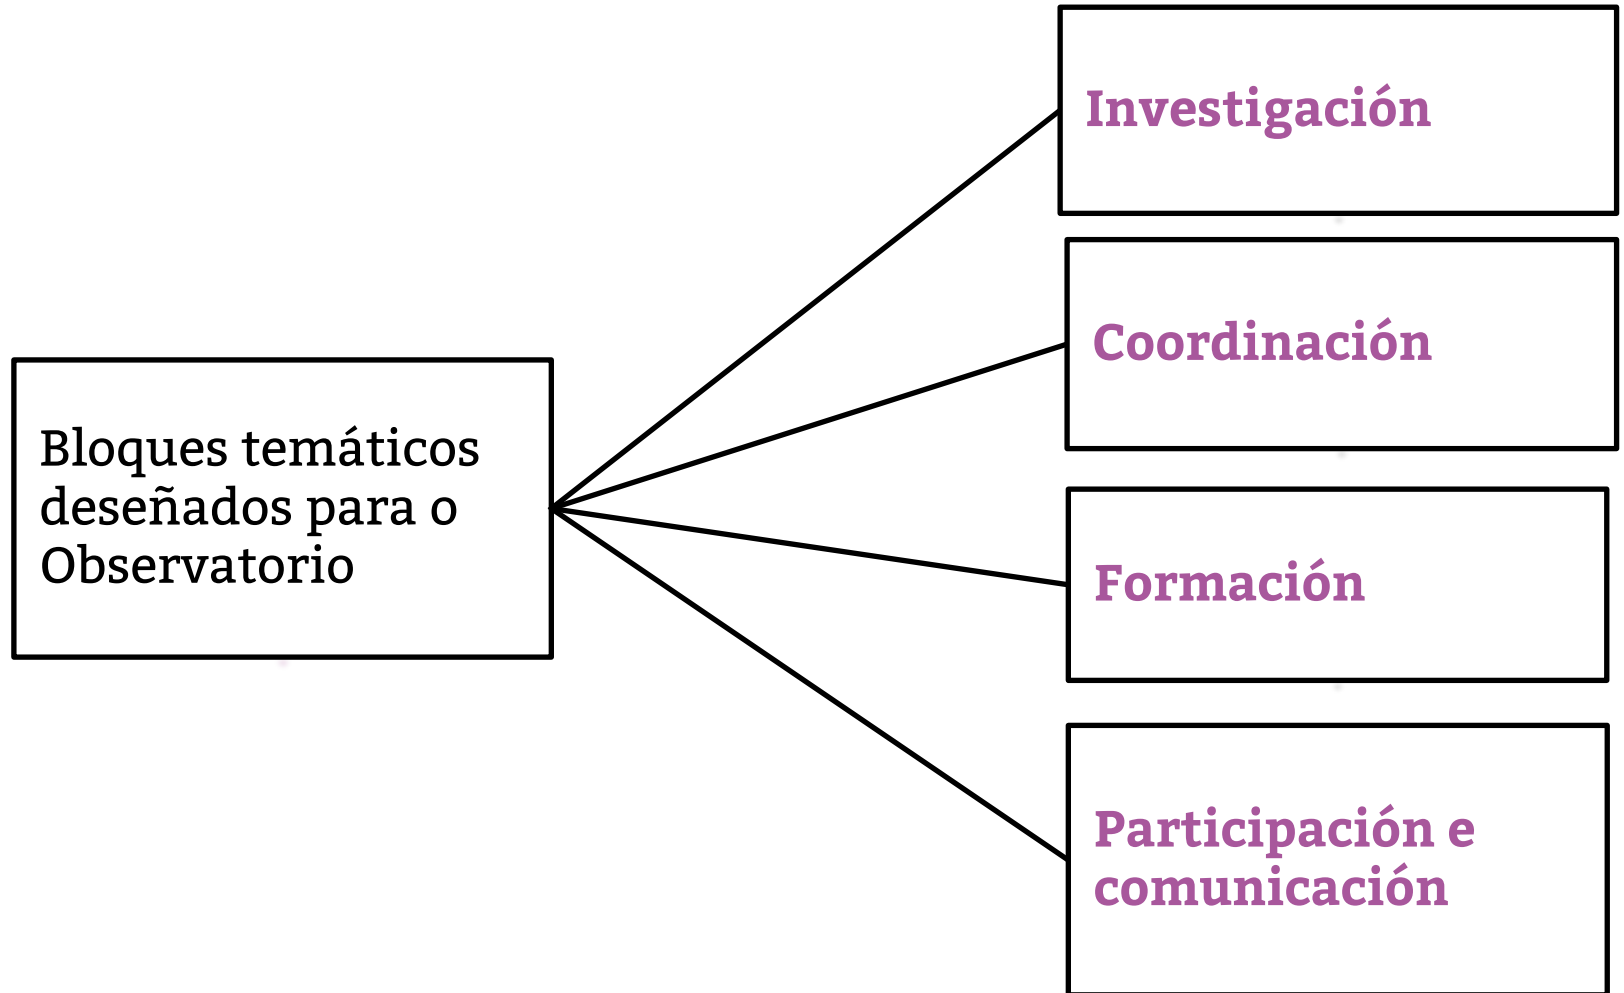 Investigación
Coordinación
Bloques temáticos
deseñados para o
Observatorio
Formación
Participación e
comunicación